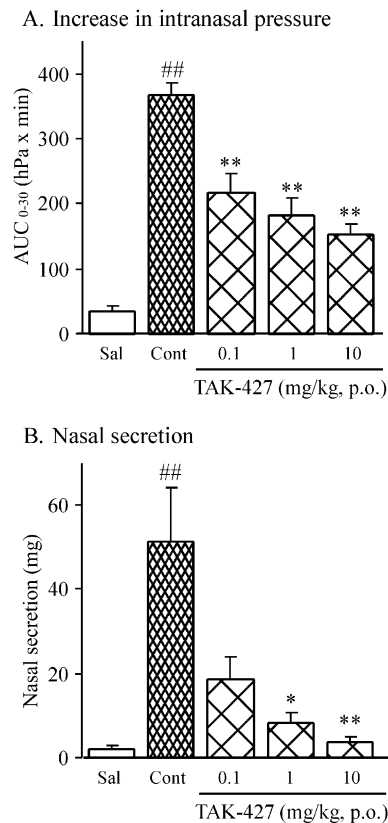 A. Increase in intranasal pressure
##
400
**
300
**
200
**
100
0
AUC 0-30 (hPa x min)
Sal Cont 0.1 1 10
TAK-427 (mg/kg, p.o.)
B. Nasal secretion
##
60
40
20
*
**
0
Nasal secretion (mg)
Sal Cont 0.1 1 10
TAK-427 (mg/kg, p.o.)